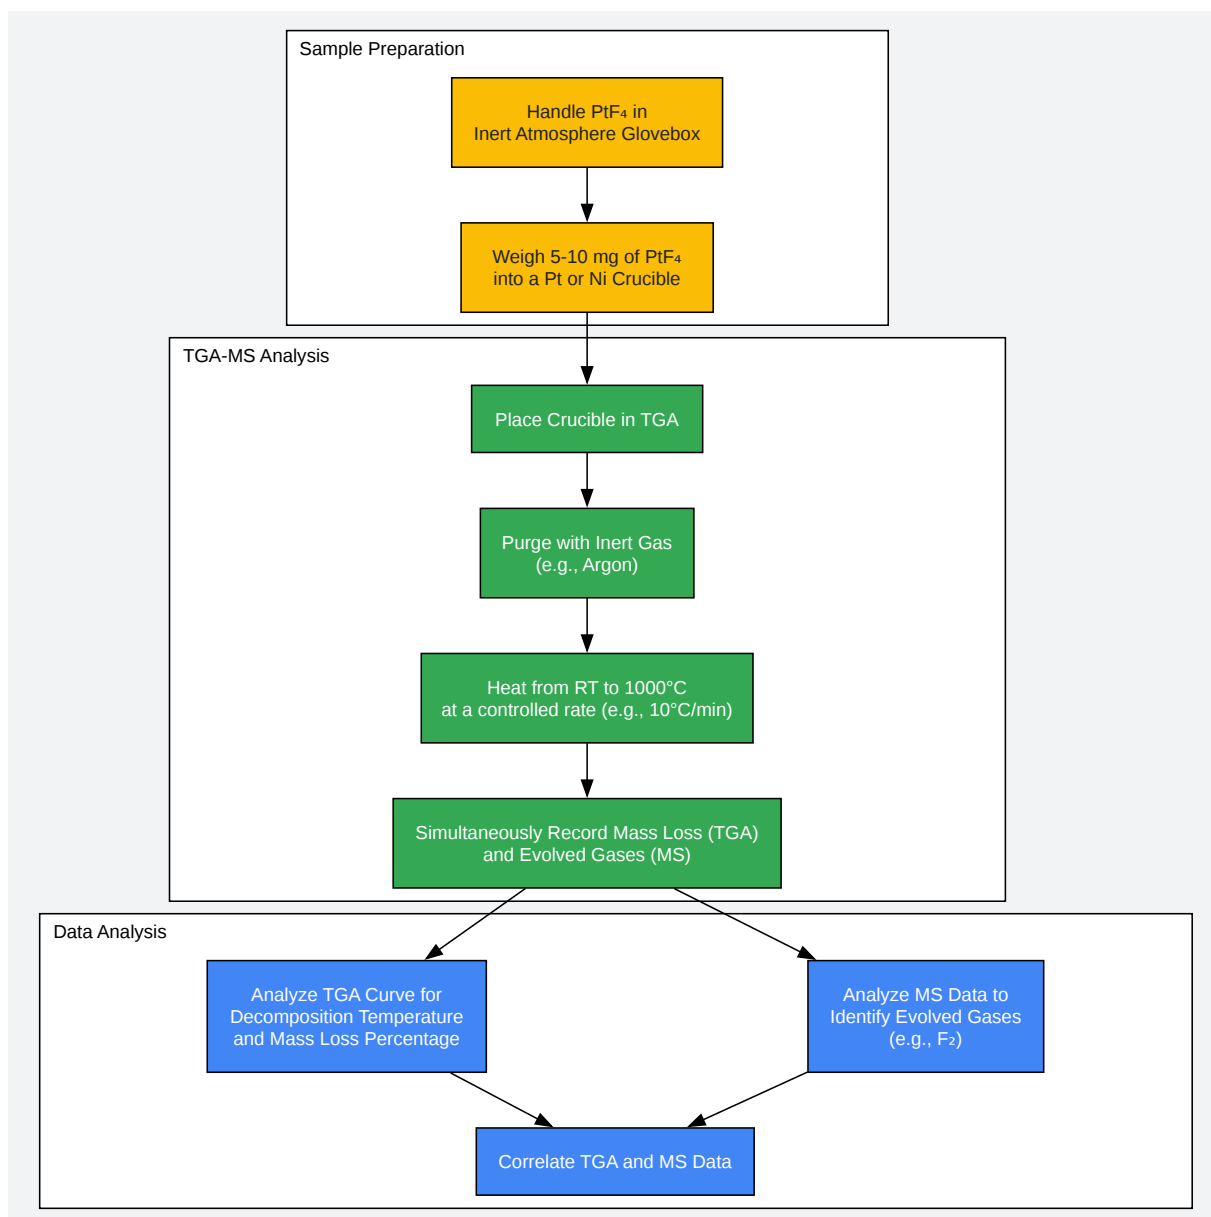 Sample Preparation
Handle PtF₄ in
Inert Atmosphere Glovebox
Weigh 5-10 mg of PtF₄
into a Pt or Ni Crucible
TGA-MS Analysis
Place Crucible in TGA
Purge with Inert Gas
(e.g., Argon)
Heat from RT to 1000°C
at a controlled rate (e.g., 10°C/min)
Simultaneously Record Mass Loss (TGA)
and Evolved Gases (MS)
Data Analysis
Analyze TGA Curve for
Decomposition Temperature
and Mass Loss Percentage
Analyze MS Data to
Identify Evolved Gases
(e.g., F₂)
Correlate TGA and MS Data